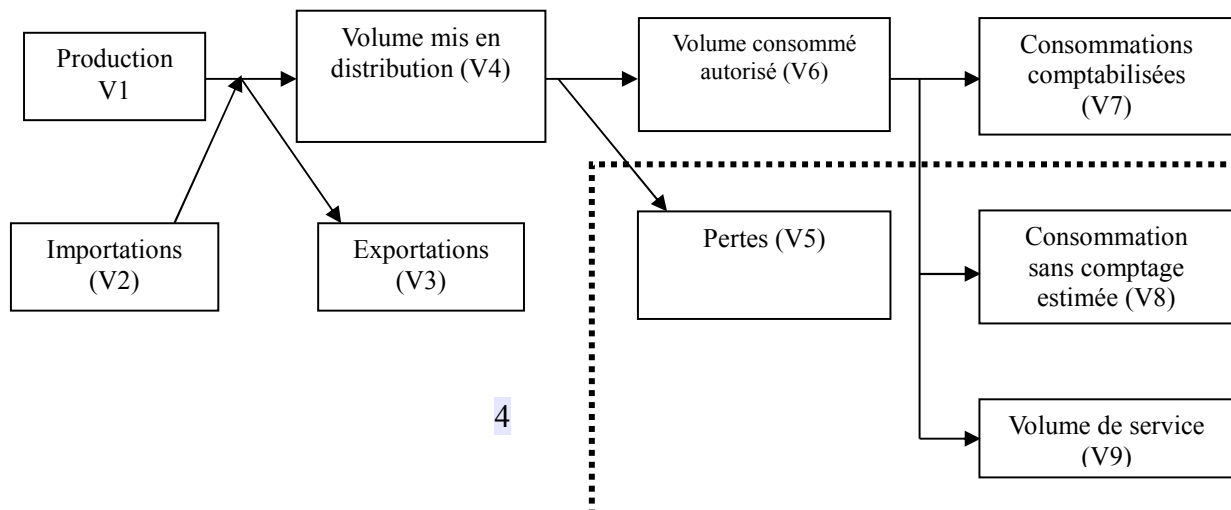 Production
V1
Volume mis en
distribution (V4)
Volume consommé
autorisé (V6)
Consommations
comptabilisées
(V7)
Importations
(V2)
Exportations
(V3)
Pertes (V5)
Consommation
sans comptage
estimée (V8)
4
Volume de service
(V9)